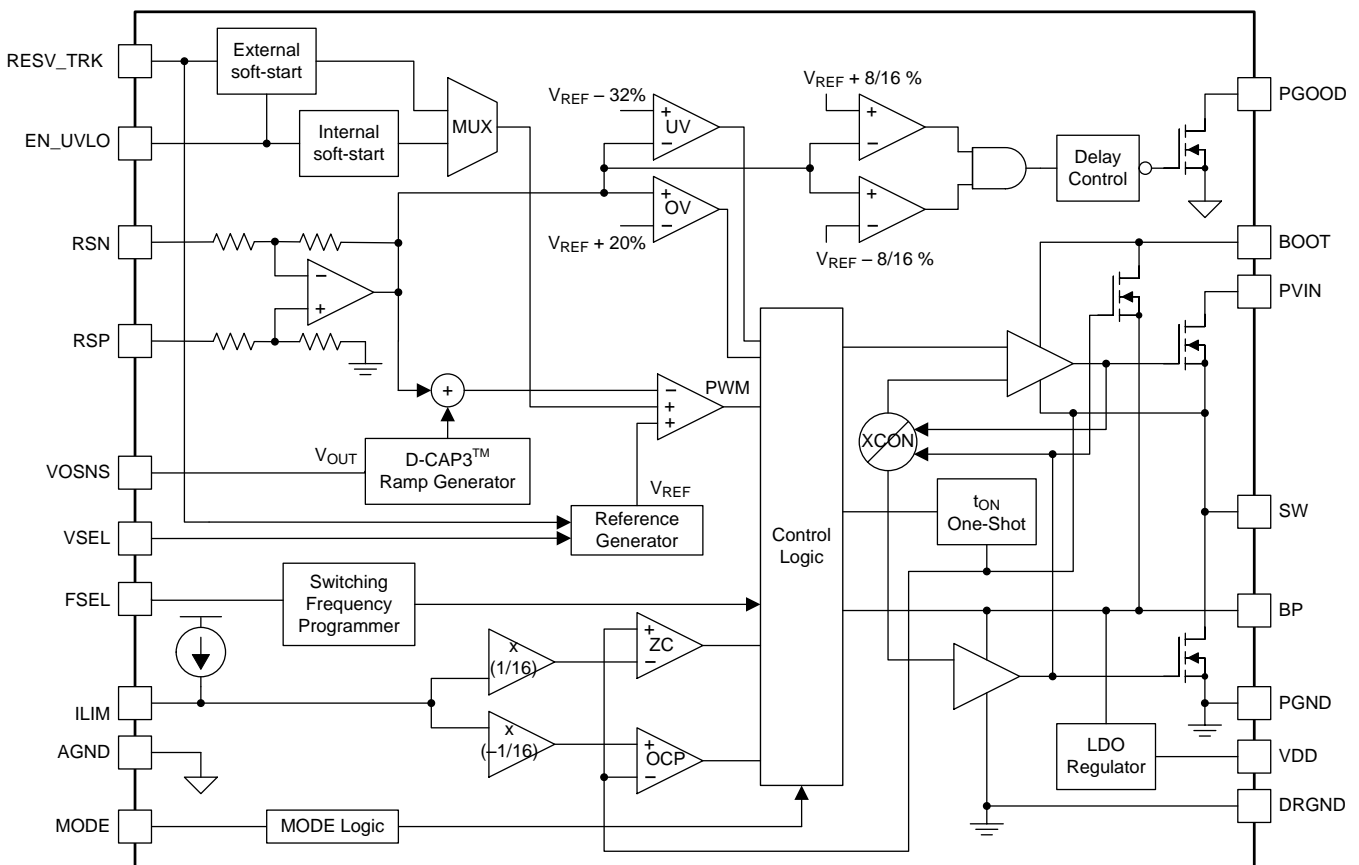 RESV_TRK
External
soft-start
EN_UVLO
Internal
soft-start
MUX
V_REF – 32%
+
UV
–
+
OV
–
V_REF + 20%
V_REF + 8/16 %
+
–
+
–
V_REF – 8/16 %
Delay
Control
PGOOD
RSN
–
+
RSP
BOOT
PVIN
+
–
+
+
PWM
VOSNS
V_OUT
D-CAP3™
Ramp Generator
V_REF
Reference
Generator
VSEL
Control
Logic
XCON
t_ON
One-Shot
SW
FSEL
Switching
Frequency
Programmer
BP
x
(1/16)
+
ZC
–
ILIM
x
(–1/16)
+
OCP
–
PGND
AGND
LDO
Regulator
VDD
DRGND
MODE
MODE Logic